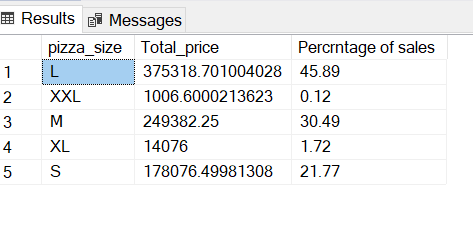 Results Messages
pizza_size Total_price Percrntage of sales
1 L 375318.701004028 45.89
2 XXL 1006.6000213623 0.12
3 M 249382.25 30.49
4 XL 14076 1.72
5 S 178076.49981308 21.77